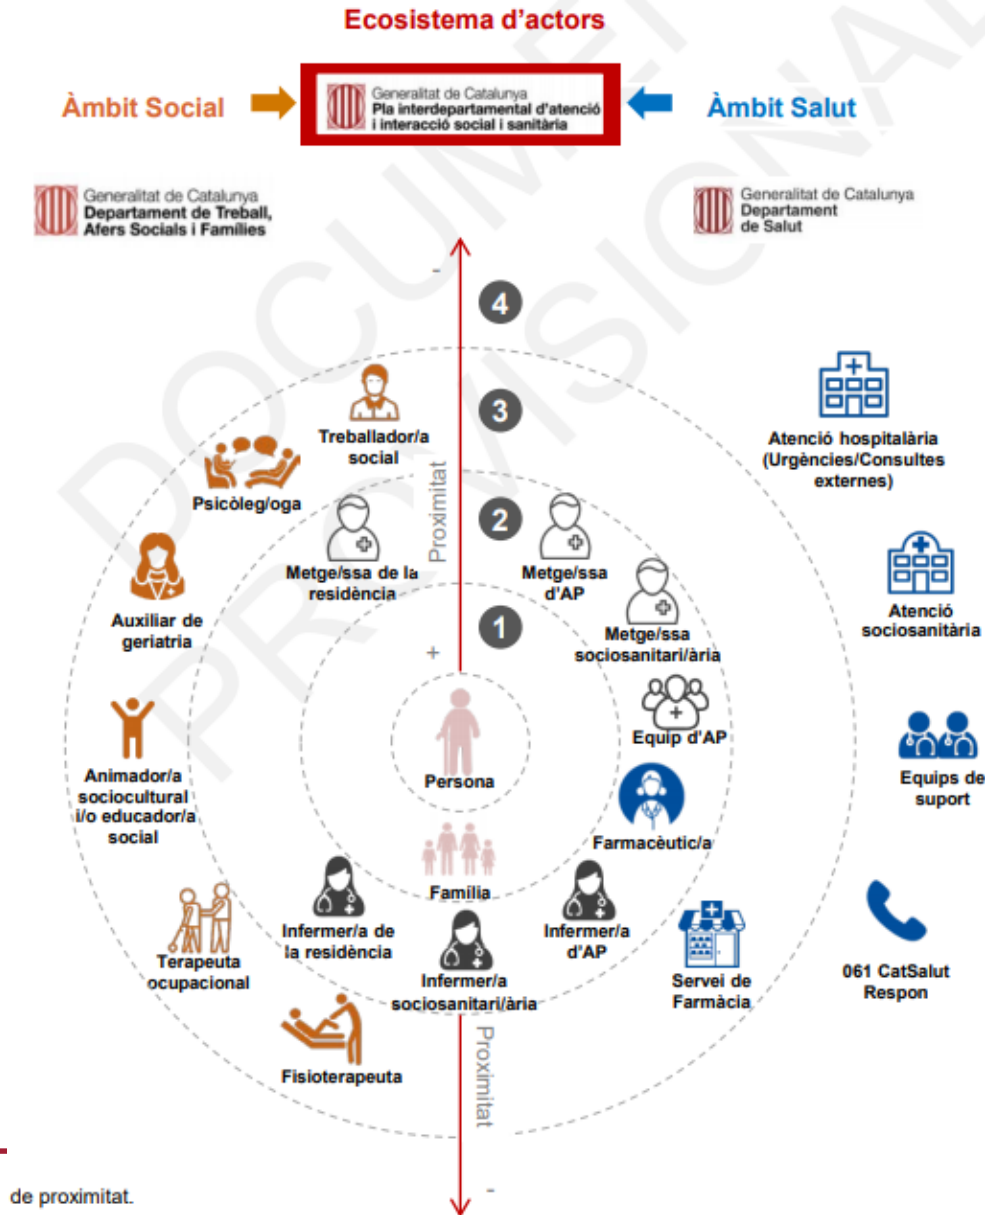 Ecosistema d'actors
Àmbit Social
Generalitat de Catalunya
Pla interdepartamental d'atenció
i interacció social i sanitària
Àmbit Salut
Generalitat de Catalunya
Departament de Treball,
Afers Socials i Famílies
Generalitat de Catalunya
Departament
de Salut
-
4
3
Treballador/a
social
Atenció hospitalària
(Urgències/Consultes
externes)
Psicòleg/oga
Proximitat
2
Metge/ssa de la
residència
Metge/ssa
d'AP
Auxiliar de
geriatria
1
Metge/ssa
sociosanitari/ària
Atenció
sociosanitària
+
Equip d'AP
Persona
Animador/a
sociocultural
i/o educador/a
social
Equips de
suport
Farmacèutic/a
Família
Infermer/a de
la residència
Infermer/a
d'AP
Terapeuta
ocupacional
Infermer/a
sociosanitari/ària
Servei de
Farmàcia
061 CatSalut
Respon
Fisioterapeuta
Proximitat
-
de proximitat.
PROVISIONAL